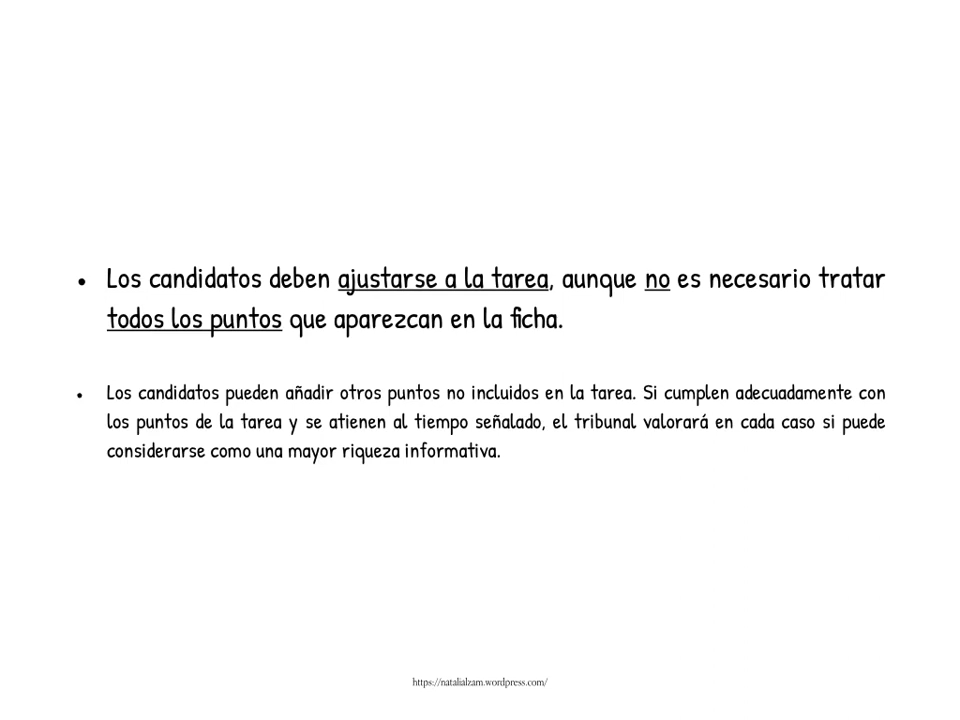 • Los candidatos deben ajustarse a la tarea, aunque no es necesario tratar
todos los puntos que aparezcan en la ficha.
• Los candidatos pueden añadir otros puntos no incluidos en la tarea. Si cumplen adecuadamente con
los puntos de la tarea y se atienen al tiempo señalado, el tribunal valorará en cada caso si puede
considerarse como una mayor riqueza informativa.
https://natalialzam.wordpress.com/